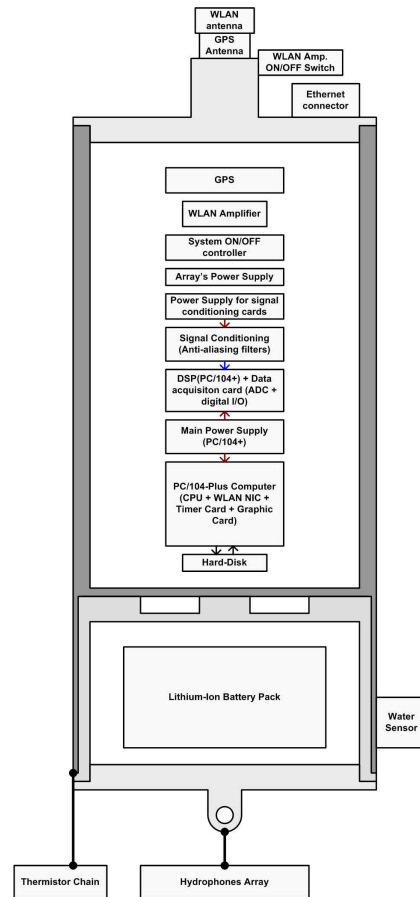 WLAN
antenna
GPS
Antenna
WLAN Amp.
ON/OFF Switch
Ethernet
connector
GPS
WLAN Amplifier
System ON/OFF
controller
Array's Power Supply
Power Supply for signal
conditioning cards
Signal Conditioning
(Anti-aliasing filters)
DSP(PC/104+) + Data
acquisiton card (ADC +
digital I/O)
Main Power Supply
(PC/104+)
PC/104-Plus Computer
(CPU + WLAN NIC +
Timer Card + Graphic
Card)
Hard-Disk
Lithium-Ion Battery Pack
Water
Sensor
Thermistor Chain
Hydrophones Array